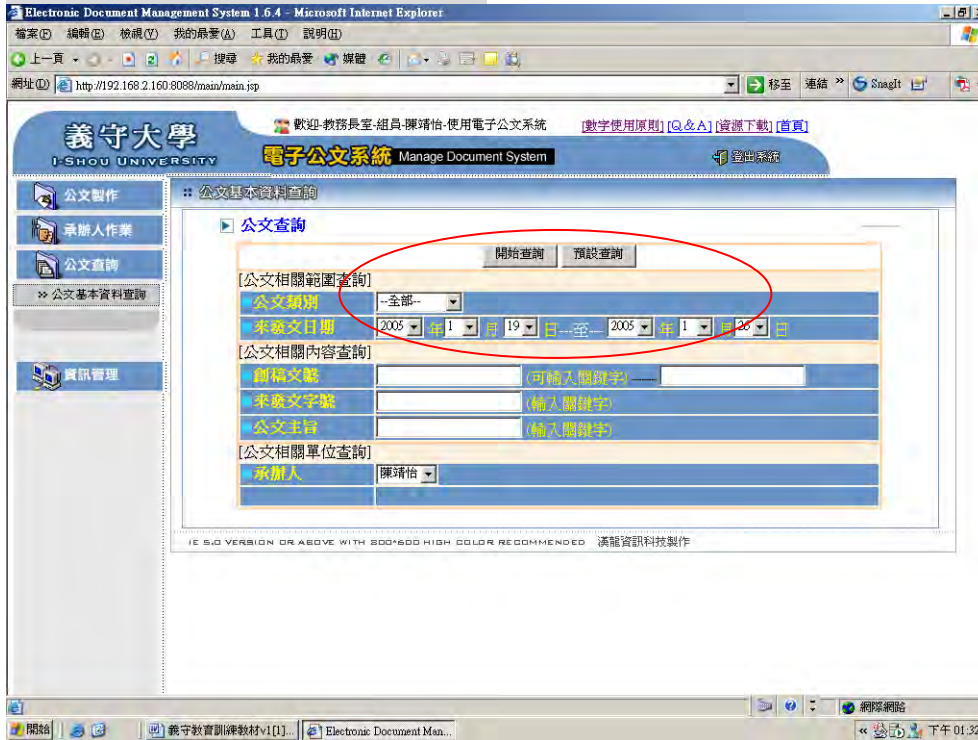 Electronic Document Management System 1.6.4 - Microsoft Internet Explorer
檔案(F) 編輯(E) 檢視(V) 我的最愛(A) 工具(T) 說明(H)
上一頁 搜尋 我的最愛 媒體
網址(D) http://192.168.2.160:8088/main/main.jsp 移至 連結 » SnagIt
義守大學
I-SHOU UNIVERSITY
歡迎-教務長室-組員-陳靖怡-使用電子公文系統 [數字使用原則] [Q&A] [資源下載] [首頁]
電子公文系統 Manage Document System 登出系統
公文製作
承辦人作業
公文查詢
» 公文基本資料查詢
資訊管理
:: 公文基本資料查詢
公文查詢
開始查詢 預設查詢
[公文相關範圍查詢]
公文類別 --全部--
來發文日期 2005 年 1 月 19 日---至--- 2005 年 1 月 26 日
[公文相關內容查詢]
創稿文號 (可輸入關鍵字) -----
來發文字號 (輸入關鍵字)
公文主旨 (輸入關鍵字)
[公文相關單位查詢]
承辦人 陳靖怡
IE 5.0 VERSION OR ABOVE WITH 800*600 HIGH COLOR RECOMMENDED 漢龍資訊科技製作
網際網路
開始 義守教育訓練教材v1[1]... Electronic Document Man... « 下午 01:32